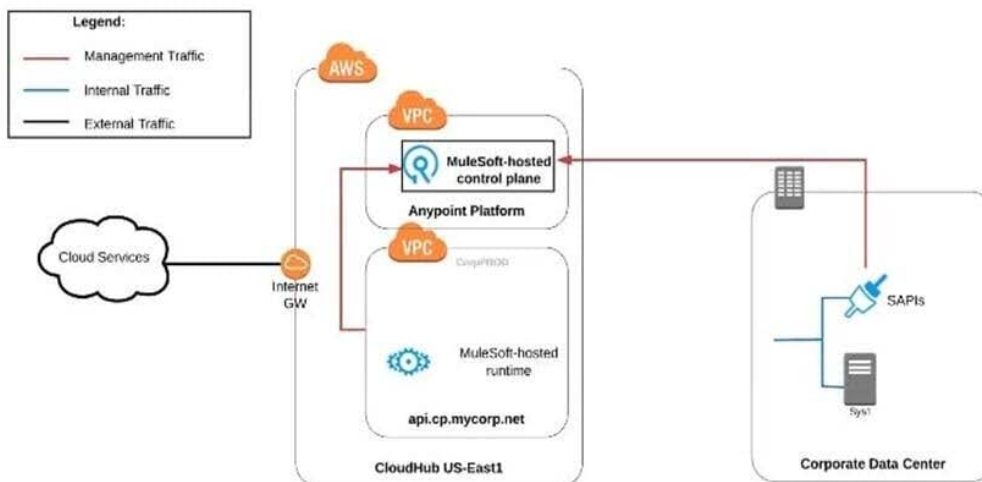 Legend:
Management Traffic
Internal Traffic
External Traffic
AWS
VPC
MuleSoft-hosted
control plane
Anypoint Platform
VPC
CorpPROD
Cloud Services
Internet
GW
MuleSoft-hosted
runtime
api.cp.mycorp.net
CloudHub US-East1
SAPIs
Sys1
Corporate Data Center